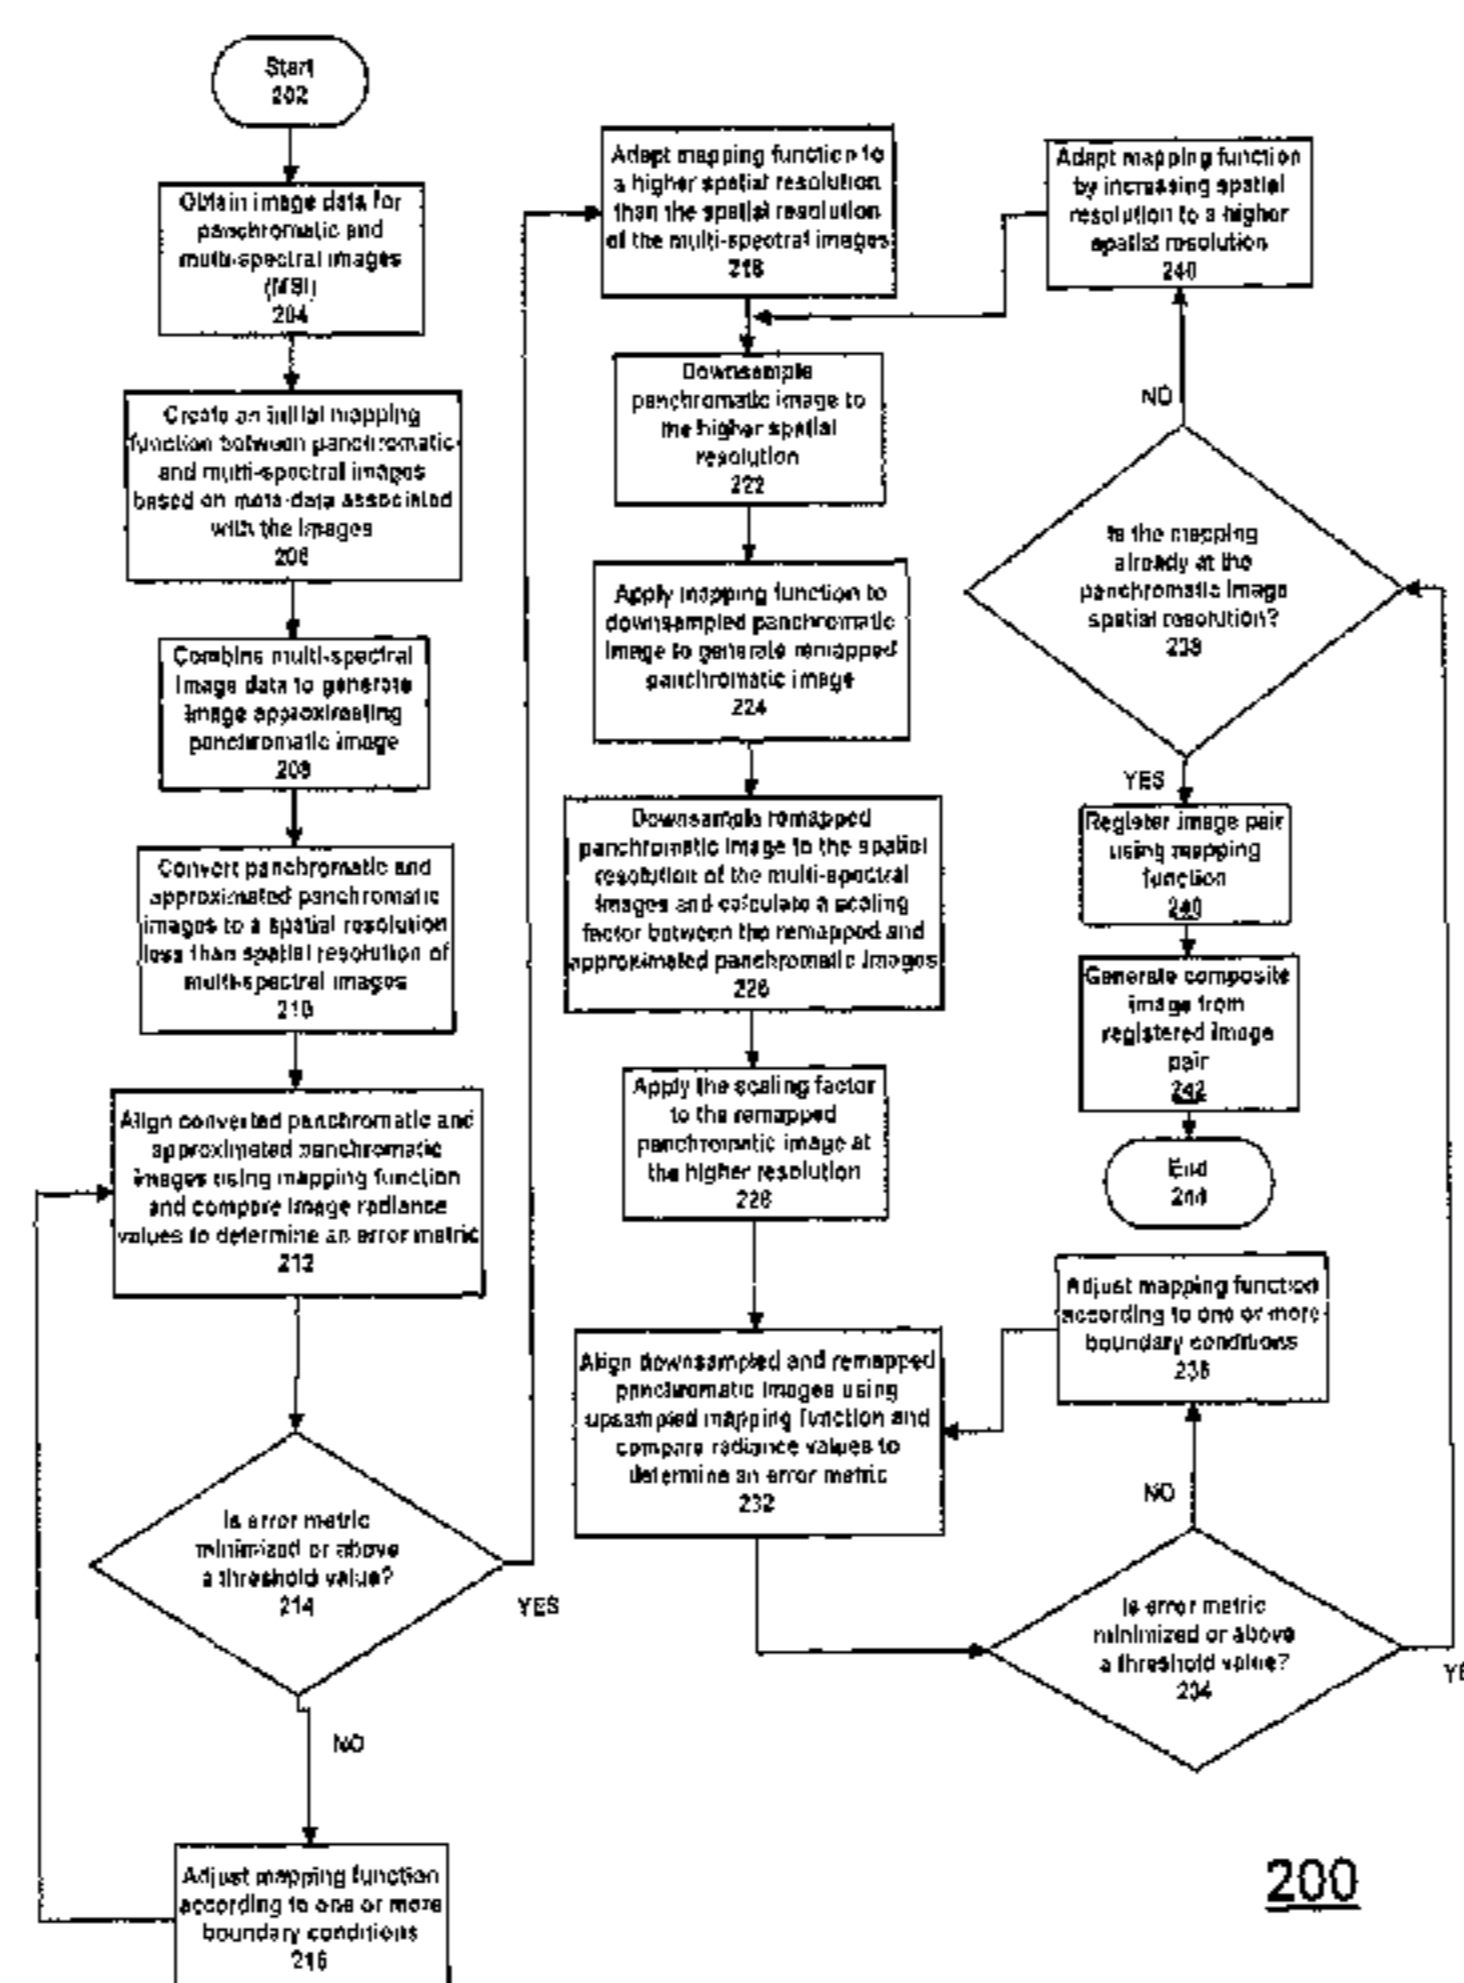 Start
202
Obtain image data for
panchromatic and
multi-spectral images
(MSI)
204
Create an initial mapping
function between panchromatic
and multi-spectral images
based on meta-data associated
with the images
206
Combine multi-spectral
image data to generate
image approximating
panchromatic image
208
Convert panchromatic and
approximated panchromatic
images to a spatial resolution
less than spatial resolution of
multi-spectral images
210
Align converted panchromatic and
approximated panchromatic
images using mapping function
and compare image radiance
values to determine an error metric
212
Is error metric
minimized or above
a threshold value?
214
YES
NO
Adjust mapping function
according to one or more
boundary conditions
216
Adapt mapping function to
a higher spatial resolution
than the spatial resolution
of the multi-spectral images
218
Downsample
panchromatic image to
the higher spatial
resolution
222
Apply mapping function to
downsampled panchromatic
image to generate remapped
panchromatic image
224
Downsample remapped
panchromatic image to the spatial
resolution of the multi-spectral
images and calculate a scaling
factor between the remapped and
approximated panchromatic images
226
Apply the scaling factor
to the remapped
panchromatic image at
the higher resolution
228
Align downsampled and remapped
panchromatic images using
upsampled mapping function and
compare radiance values to
determine an error metric
232
Adapt mapping function
by increasing spatial
resolution to a higher
spatial resolution
240
NO
Is the mapping
already at the
panchromatic image
spatial resolution?
238
YES
Register image pair
using mapping
function
240
Generate composite
image from
registered image
pair
242
End
244
Adjust mapping function
according to one or more
boundary conditions
236
NO
Is error metric
minimized or above
a threshold value?
234
200